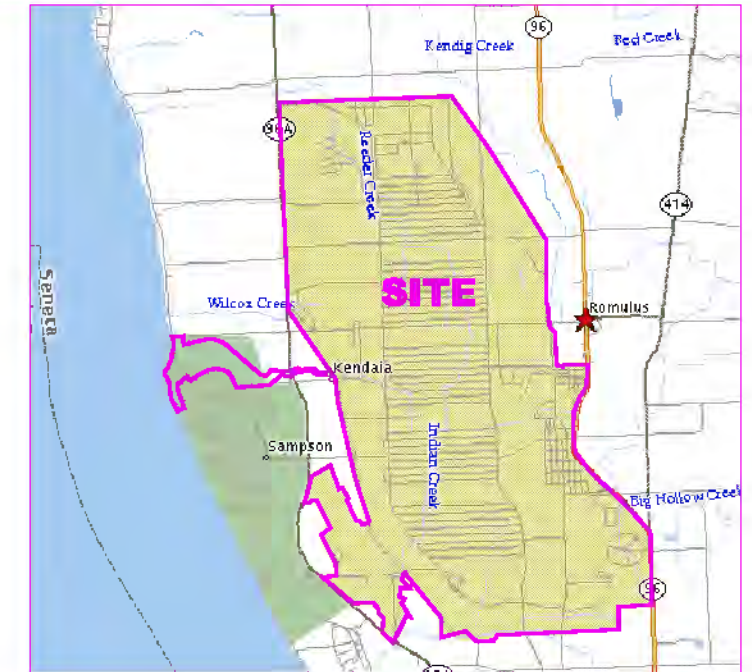 96
Kendig Creek
Red Creek
96A
Reeder Creek
414
Seneca
SITE
Wilcox Creek
Romulus
Kendaia
Indian Creek
Sampson
Big Hollow Creek
96